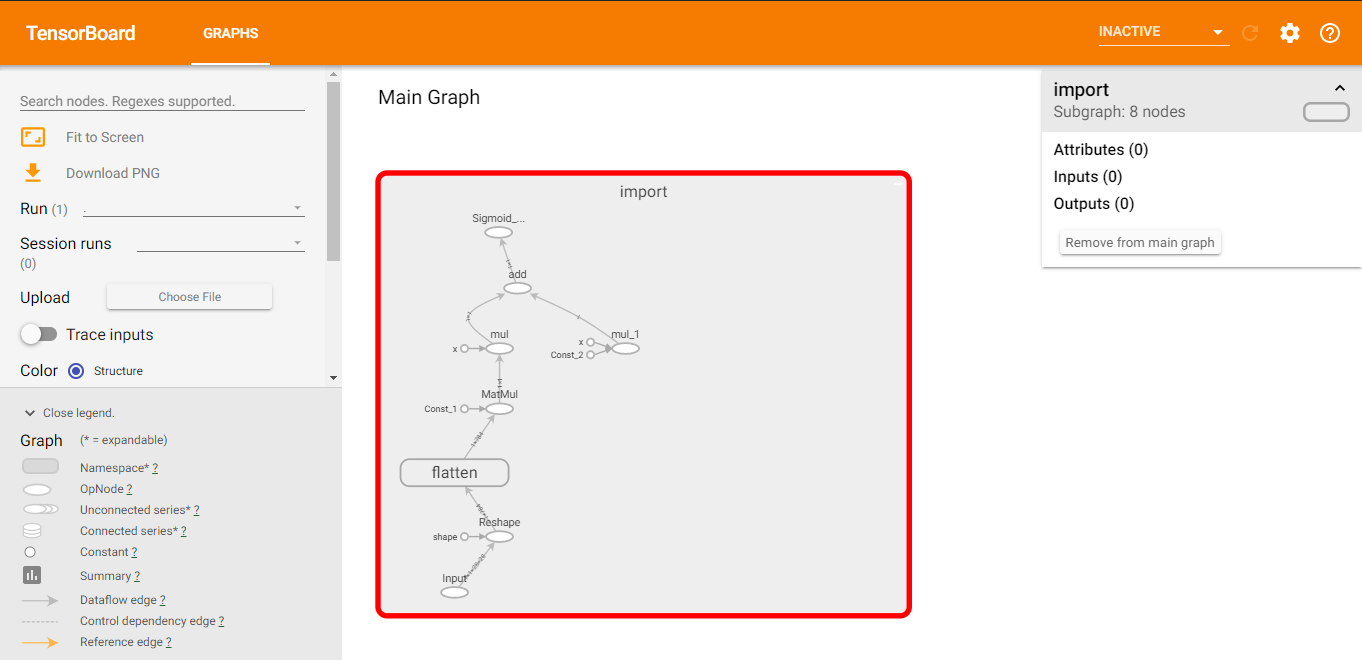 TensorBoard
GRAPHS
INACTIVE
Search nodes. Regexes supported.
Fit to Screen
Download PNG
Run (1)
.
Session runs
(0)
Upload
Choose File
Trace inputs
Color
Structure
Close legend.
Graph
(* = expandable)
Namespace* ?
OpNode ?
Unconnected series* ?
Connected series* ?
Constant ?
Summary ?
Dataflow edge ?
Control dependency edge ?
Reference edge ?
Main Graph
import
Sigmoid_...
add
mul
x
mul_1
x
Const_2
MatMul
Const_1
flatten
Reshape
shape
Input
import
Subgraph: 8 nodes
Attributes (0)
Inputs (0)
Outputs (0)
Remove from main graph